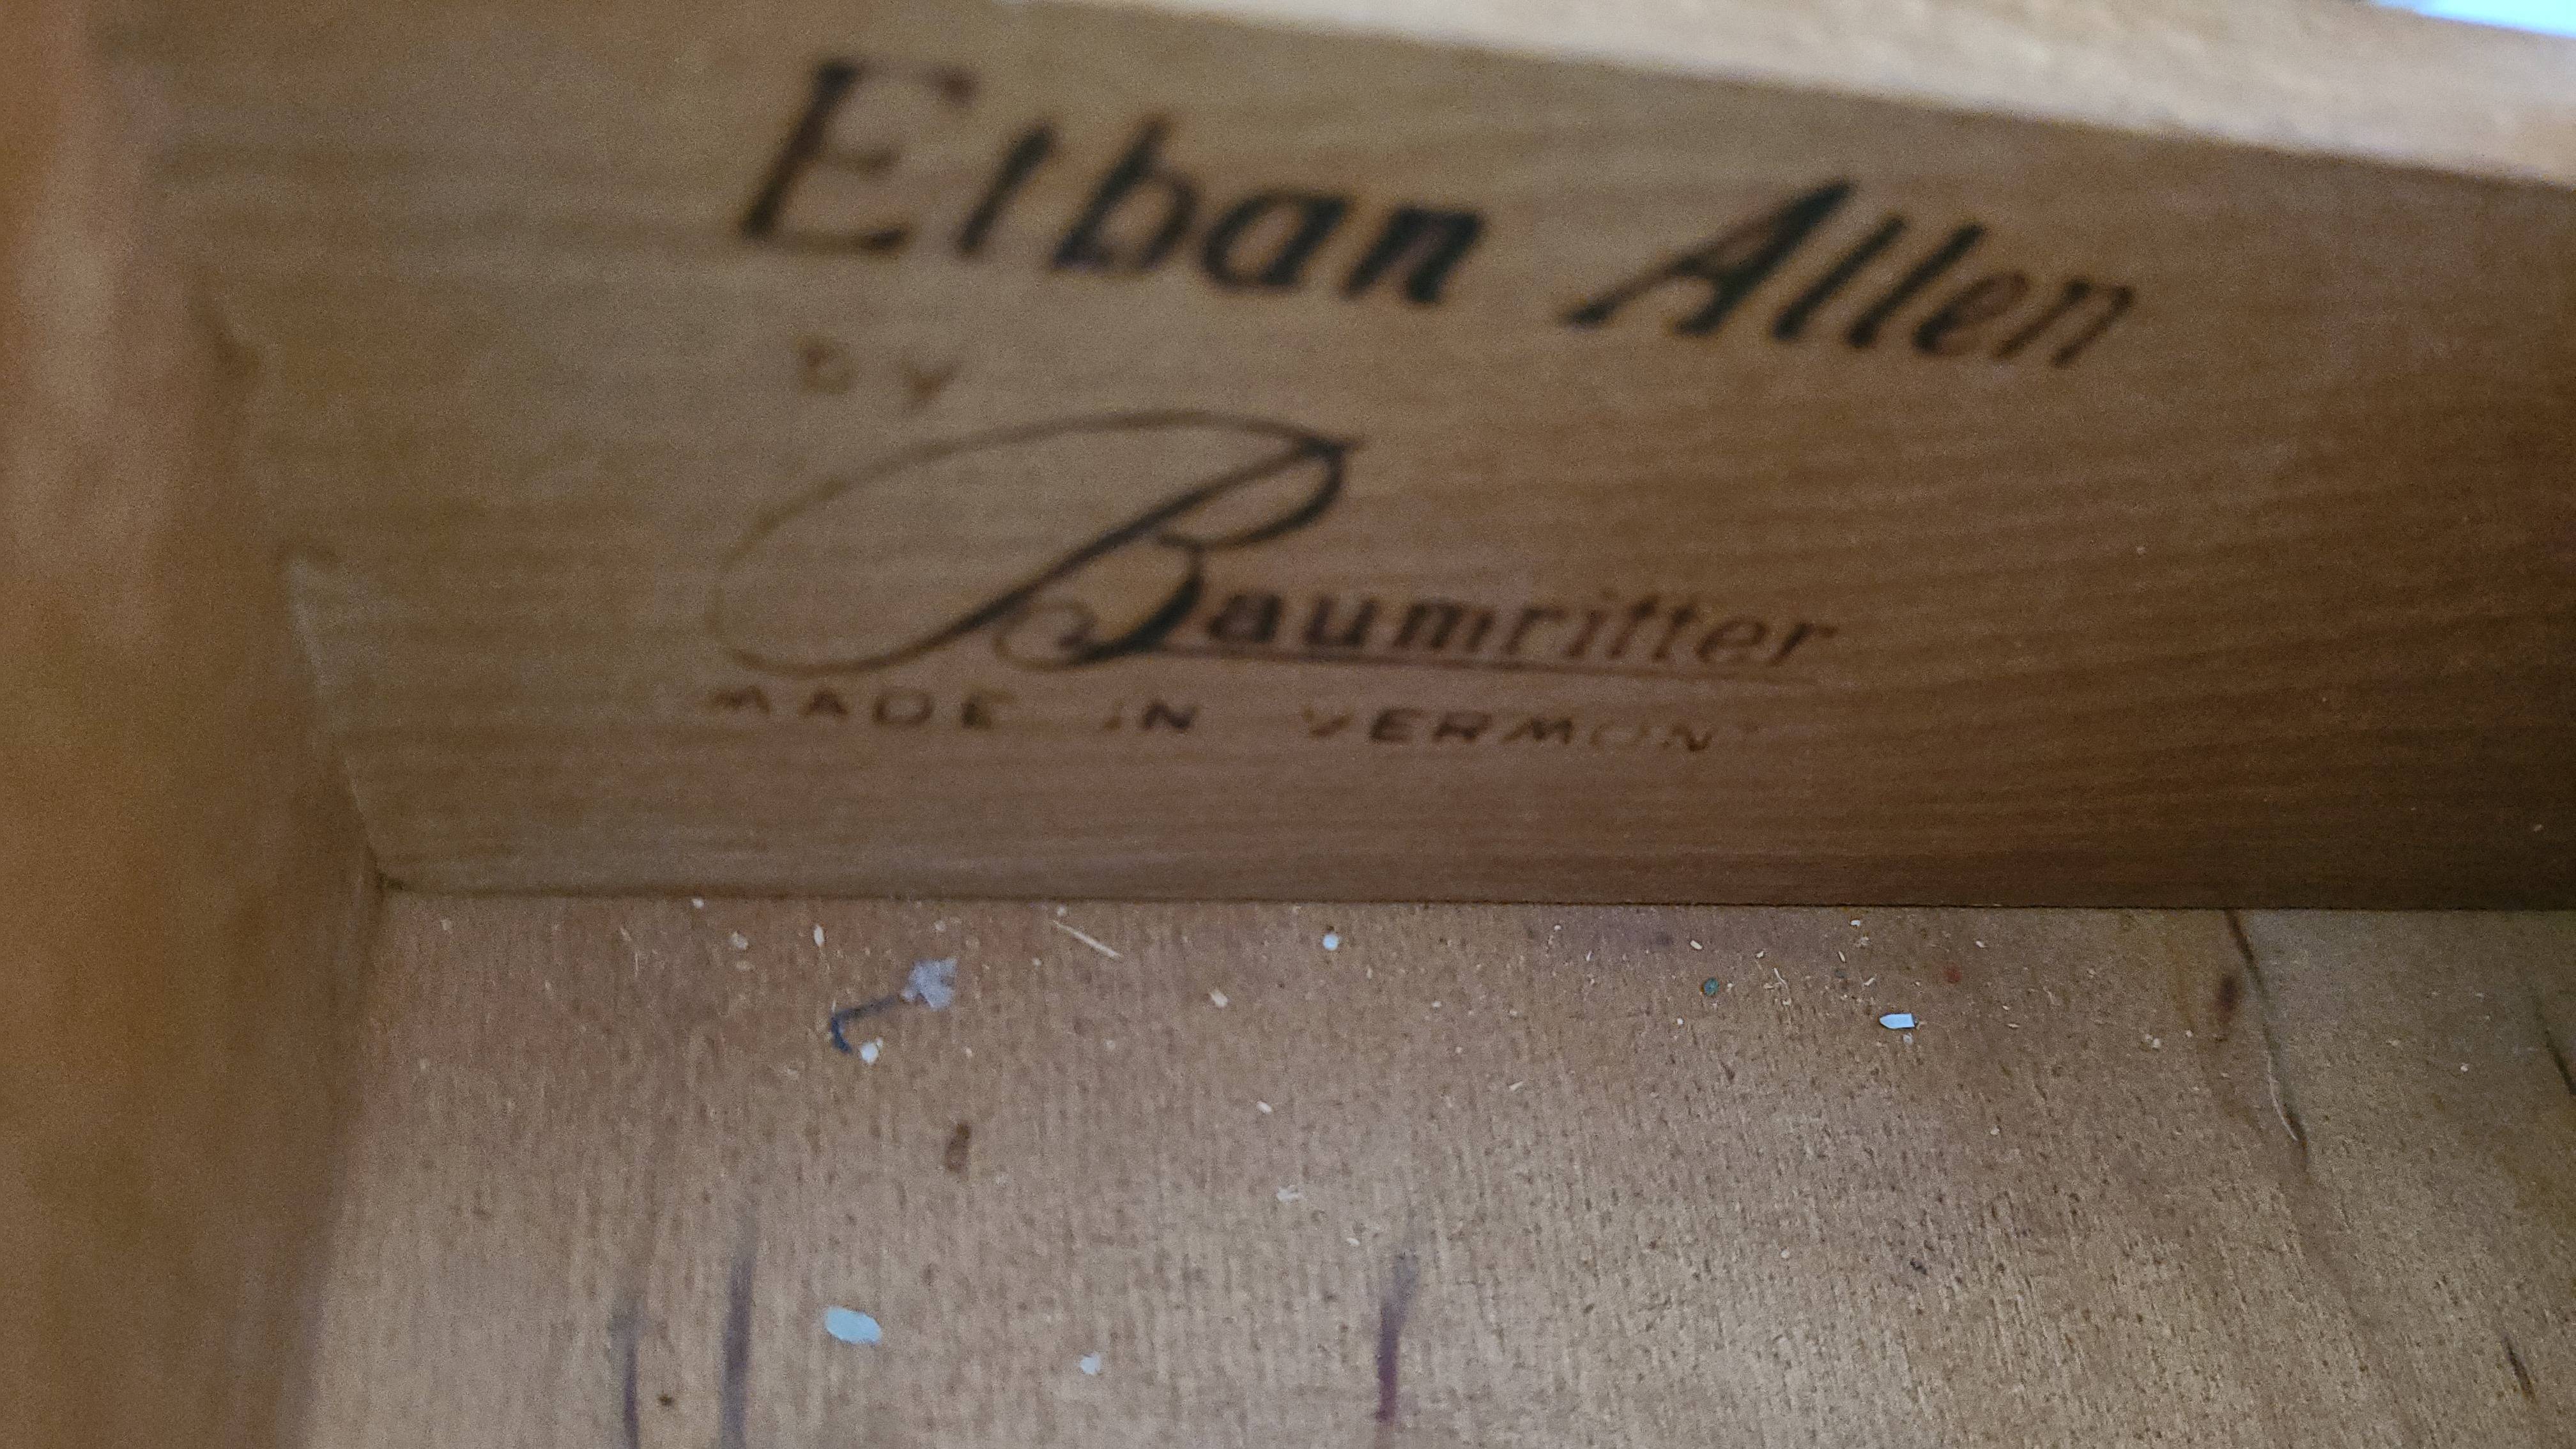 Ethan Allen
BY
Baumritter
MADE IN VERMONT